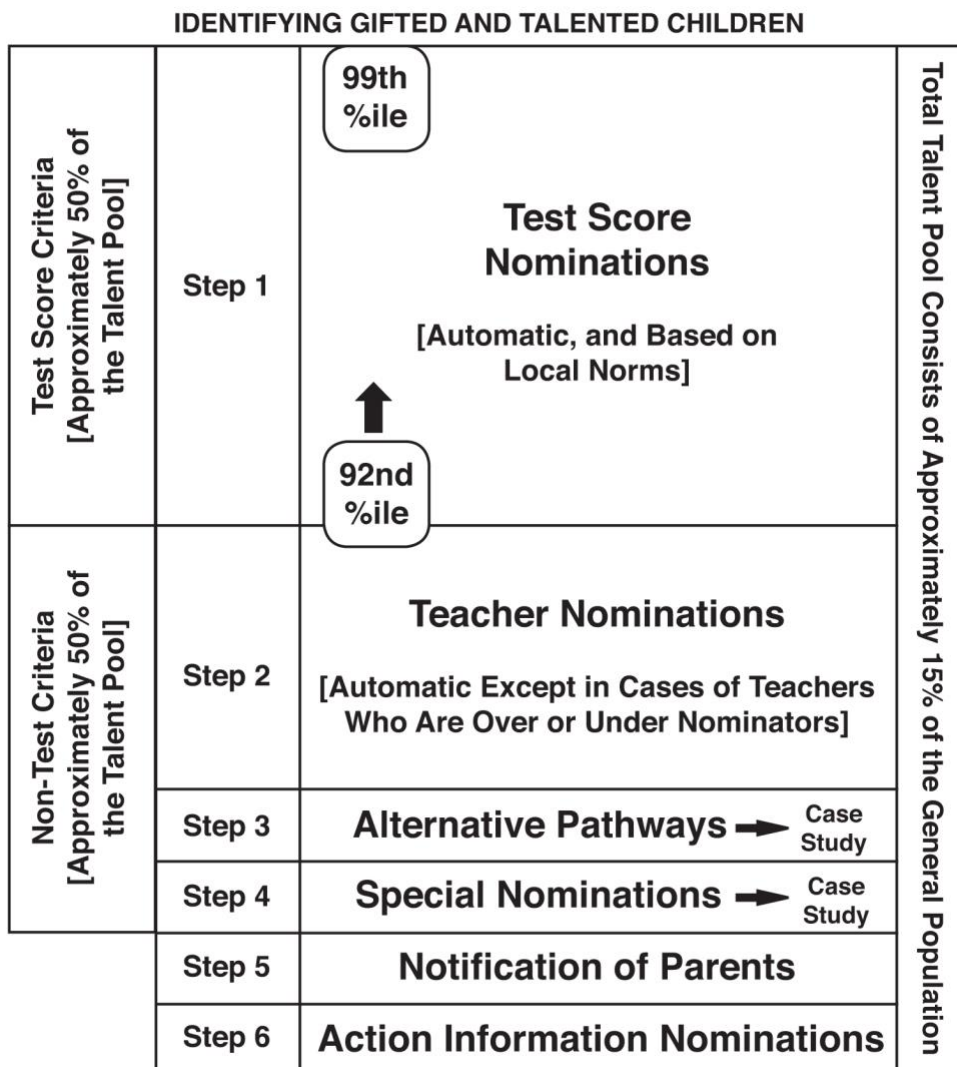 IDENTIFYING GIFTED AND TALENTED CHILDREN
Test Score Criteria
[Approximately 50% of
the Talent Pool]
Step 1
99th
%ile
Test Score
Nominations
[Automatic, and Based on
Local Norms]
92nd
%ile
Non-Test Criteria
[Approximately 50% of
the Talent Pool]
Step 2
Teacher Nominations
[Automatic Except in Cases of Teachers
Who Are Over or Under Nominators]
Step 3
Alternative Pathways
Case
Study
Step 4
Special Nominations
Case
Study
Step 5
Notification of Parents
Step 6
Action Information Nominations
Total Talent Pool Consists of Approximately 15% of the General Population